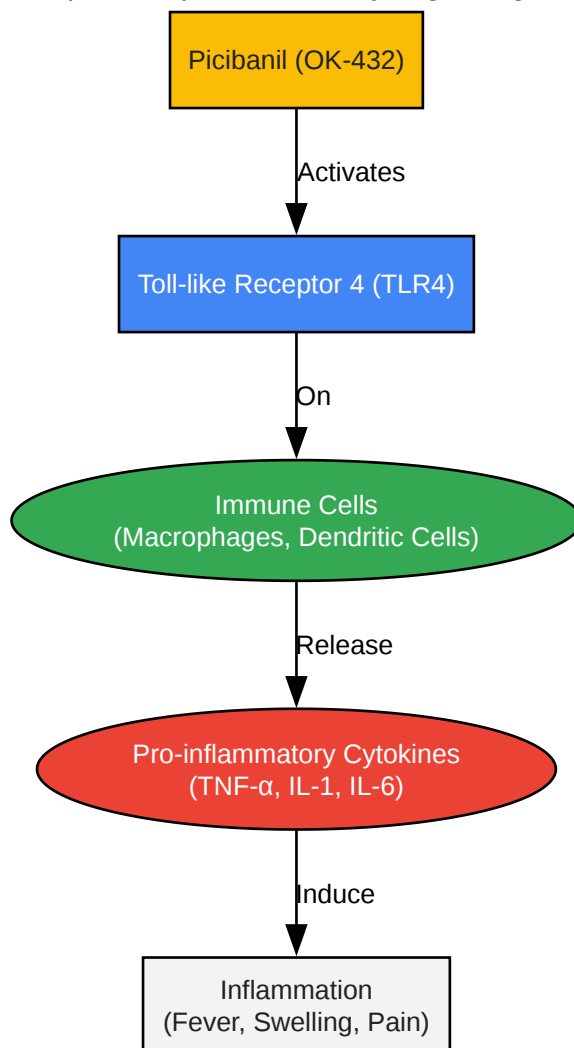 Picibanil (OK-432)
Activates
Toll-like Receptor 4 (TLR4)
On
Immune Cells
(Macrophages, Dendritic Cells)
Release
Pro-inflammatory Cytokines
(TNF-α, IL-1, IL-6)
Induce
Inflammation
(Fever, Swelling, Pain)